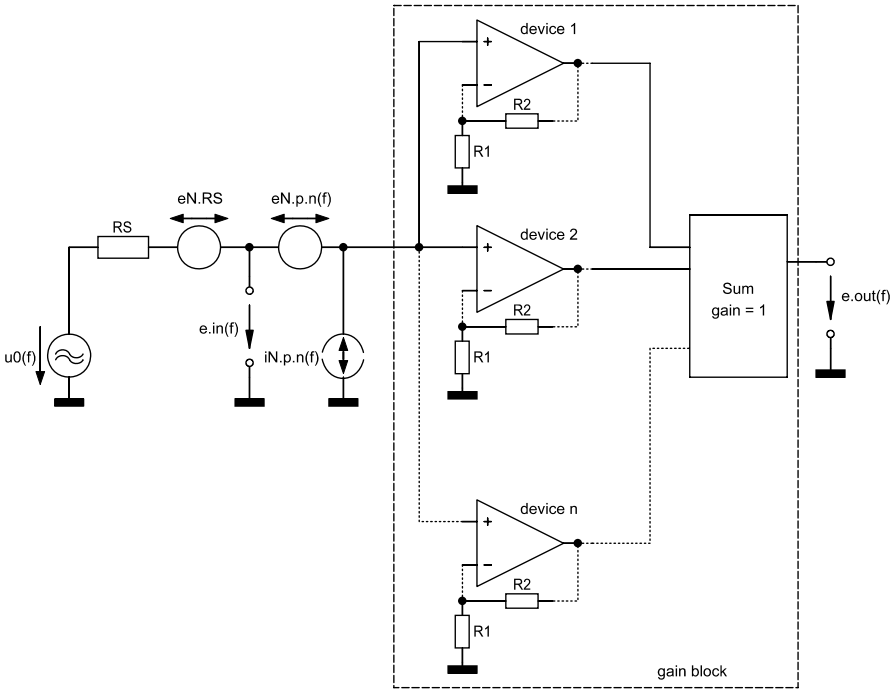 device 1
+
−
R2
R1
eN.RS
eN.p.n(f)
RS
+
device 2
−
R2
R1
Sum
gain = 1
e.out(f)
u0(f)
e.in(f)
iN.p.n(f)
device n
+
−
R2
R1
gain block